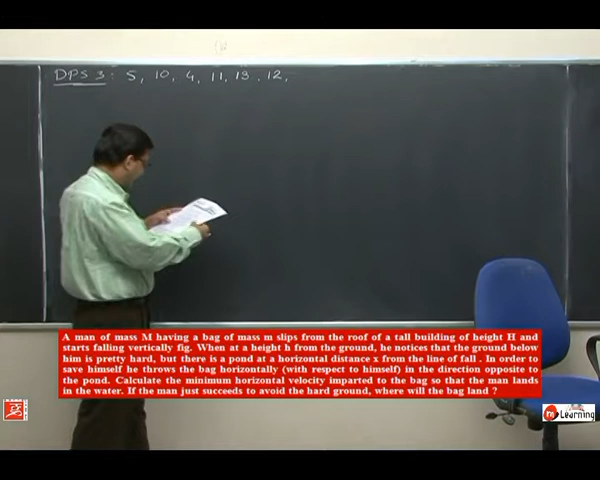 DPS 3 : 5, 10, 4, 11, 13, 12,
A man of mass M having a bag of mass m slips from the roof of a tall building of height H and
starts falling vertically fig. When at a height h from the ground, he notices that the ground below
him is pretty hard, but there is a pond at a horizontal distance x from the line of fall . In order to
save himself he throws the bag horizontally (with respect to himself) in the direction opposite to
the pond. Calculate the minimum horizontal velocity imparted to the bag so that the man lands
in the water. If the man just succeeds to avoid the hard ground, where will the bag land ?
m Learning